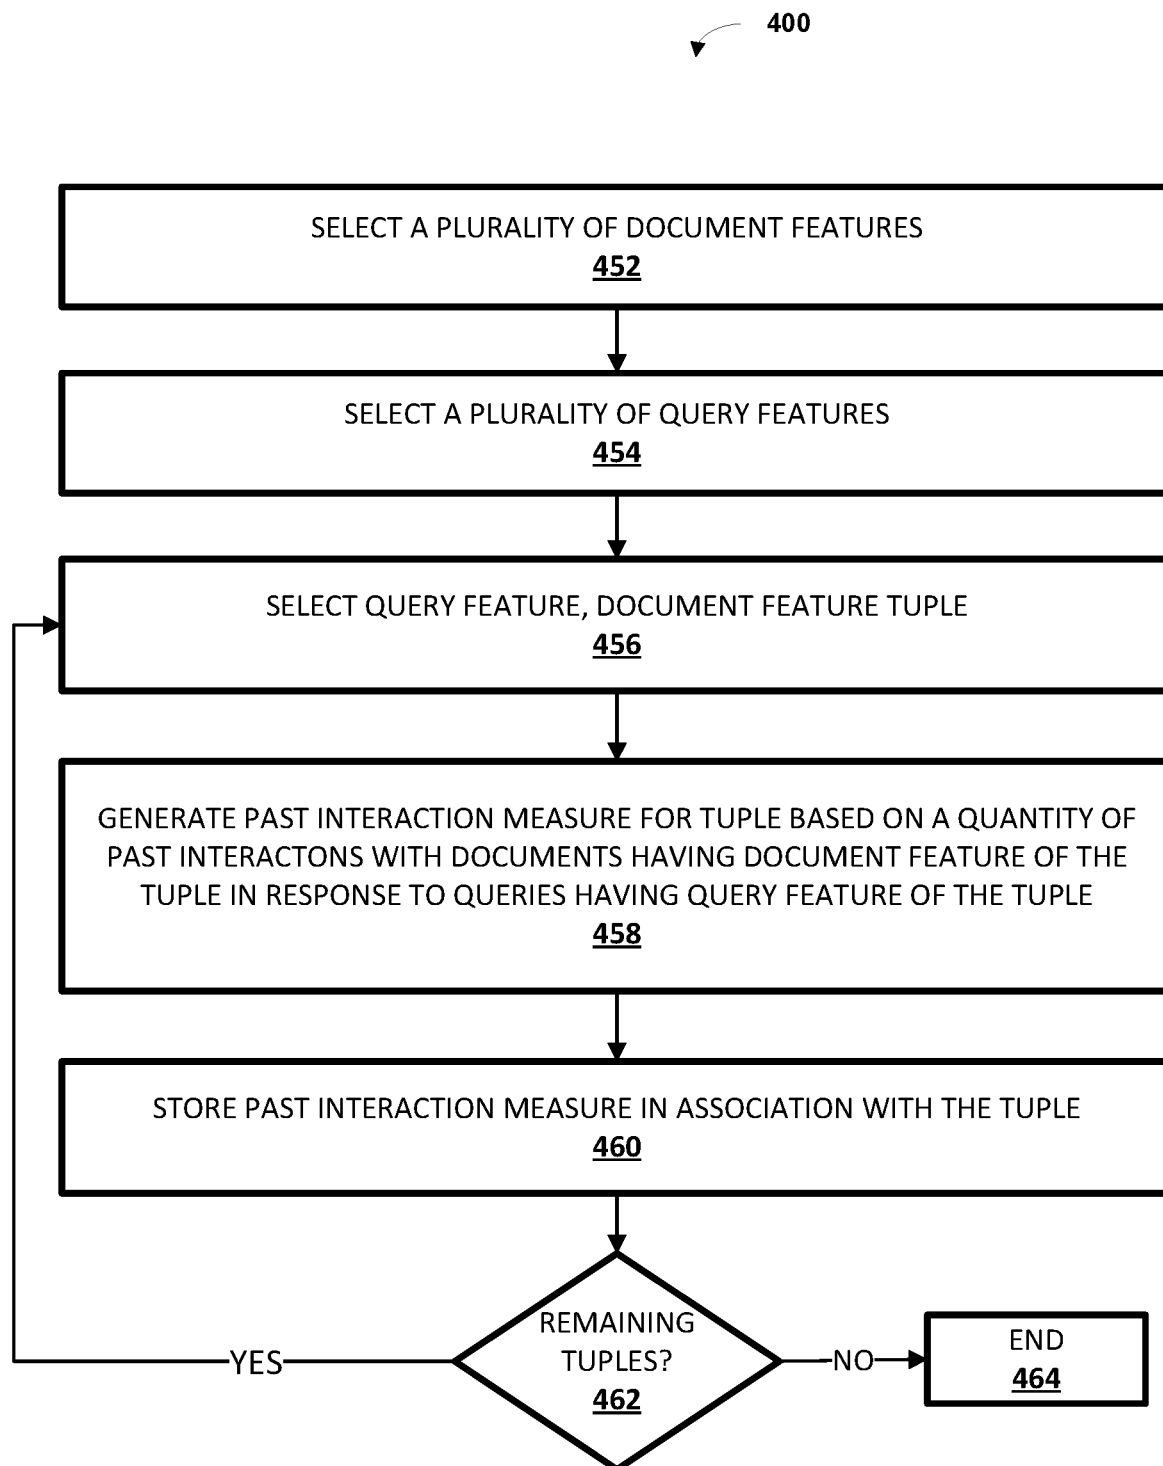 400
SELECT A PLURALITY OF DOCUMENT FEATURES
452
SELECT A PLURALITY OF QUERY FEATURES
454
SELECT QUERY FEATURE, DOCUMENT FEATURE TUPLE
456
GENERATE PAST INTERACTION MEASURE FOR TUPLE BASED ON A QUANTITY OF
PAST INTERACTONS WITH DOCUMENTS HAVING DOCUMENT FEATURE OF THE
TUPLE IN RESPONSE TO QUERIES HAVING QUERY FEATURE OF THE TUPLE
458
STORE PAST INTERACTION MEASURE IN ASSOCIATION WITH THE TUPLE
460
REMAINING
TUPLES?
462
YES
NO
END
464